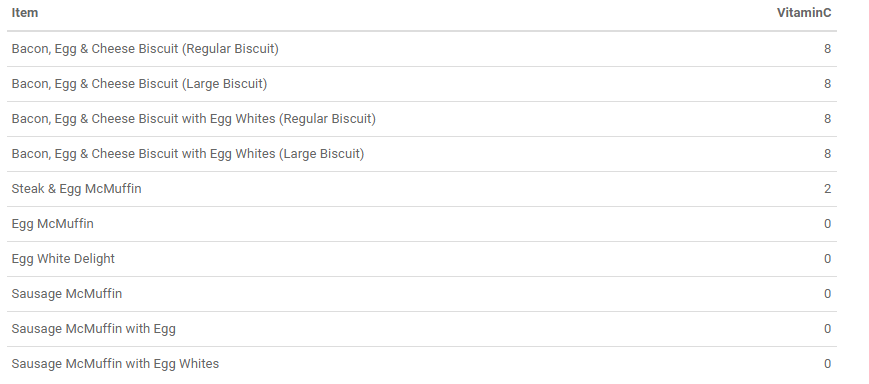 Item VitaminC
Bacon, Egg & Cheese Biscuit (Regular Biscuit) 8
Bacon, Egg & Cheese Biscuit (Large Biscuit) 8
Bacon, Egg & Cheese Biscuit with Egg Whites (Regular Biscuit) 8
Bacon, Egg & Cheese Biscuit with Egg Whites (Large Biscuit) 8
Steak & Egg McMuffin 2
Egg McMuffin 0
Egg White Delight 0
Sausage McMuffin 0
Sausage McMuffin with Egg 0
Sausage McMuffin with Egg Whites 0